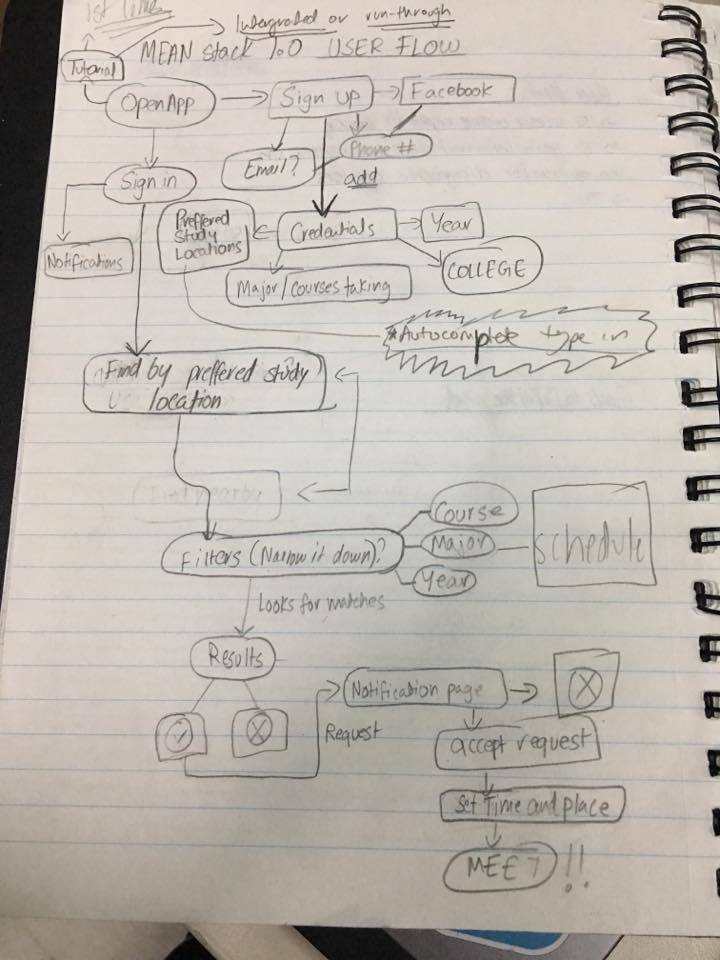 1st time
Intergrated or run-through
MEAN stack 1.0 USER FLOW
Tutorial
OpenApp
Sign up
Facebook
Phone #
Email?
add
Sign in
Notifications
Preffered
Study
Locations
Credentials
Year
COLLEGE
Major/courses taking
*Autocomplete type in
Find by preffered study
location
Filters (Narrow it down)?
Course
Major
Year
schedule
Looks for matches
Results
Request
Notification page
accept request
Set Time and place
MEET!!